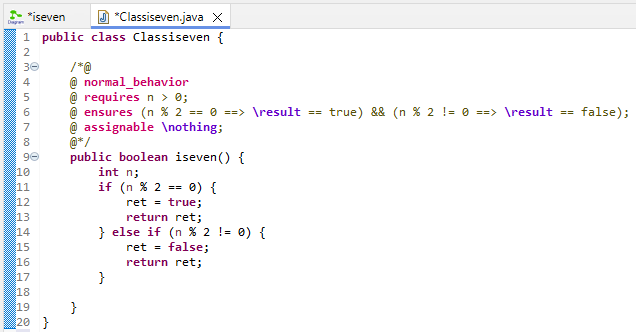 Diagram *iseven *Classiseven.java
1 public class Classiseven {
2
3 /*@
4 @ normal_behavior
5 @ requires n > 0;
6 @ ensures (n % 2 == 0 ==> \result == true) && (n % 2 != 0 ==> \result == false);
7 @ assignable \nothing;
8 @*/
9 public boolean iseven() {
10 int n;
11 if (n % 2 == 0) {
12 ret = true;
13 return ret;
14 } else if (n % 2 != 0) {
15 ret = false;
16 return ret;
17 }
18
19 }
20 }